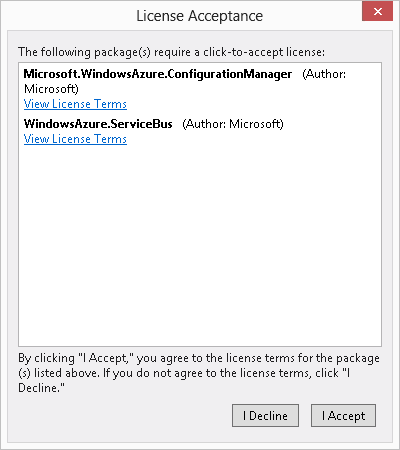 License Acceptance
The following package(s) require a click-to-accept license:
Microsoft.WindowsAzure.ConfigurationManager (Author:
Microsoft)
View License Terms
WindowsAzure.ServiceBus (Author: Microsoft)
View License Terms
By clicking "I Accept," you agree to the license terms for the package
(s) listed above. If you do not agree to the license terms, click "I
Decline."
I Decline I Accept